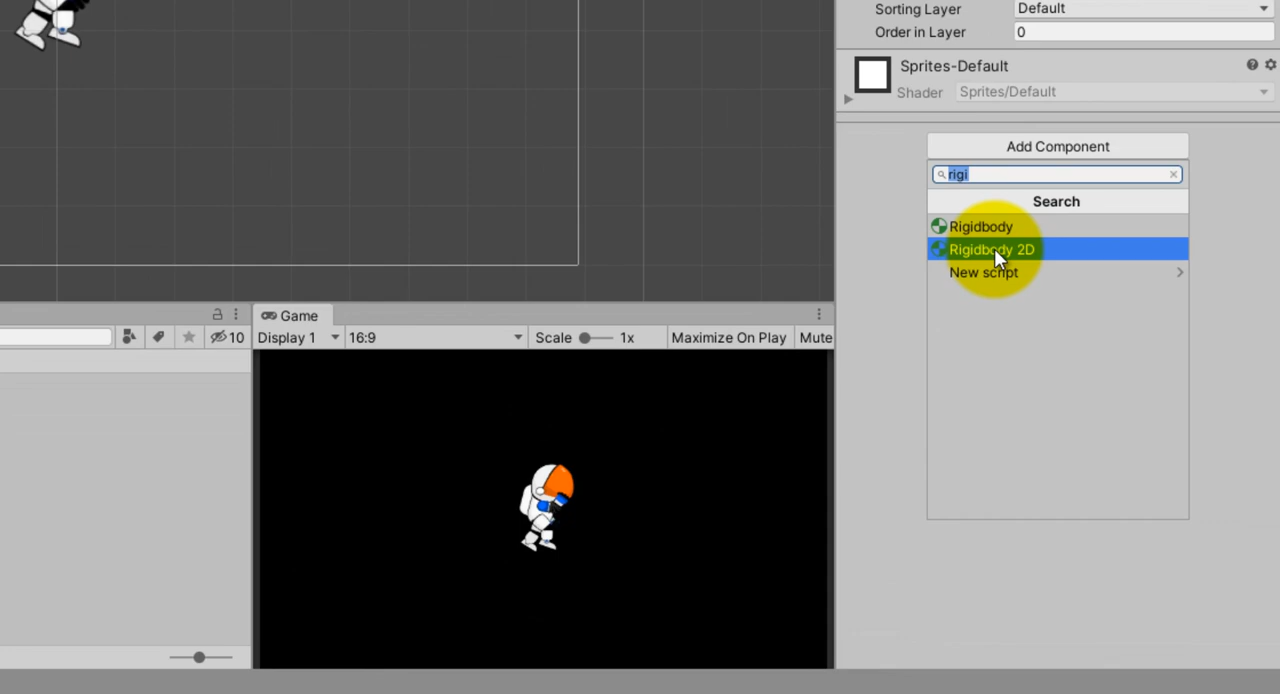 Sorting Layer Default
Order in Layer 0
Sprites-Default
Shader Sprites/Default
Add Component
rigi
Search
Rigidbody
Rigidbody 2D
New script
10
Game
Display 1 16:9 Scale 1x Maximize On Play Mute